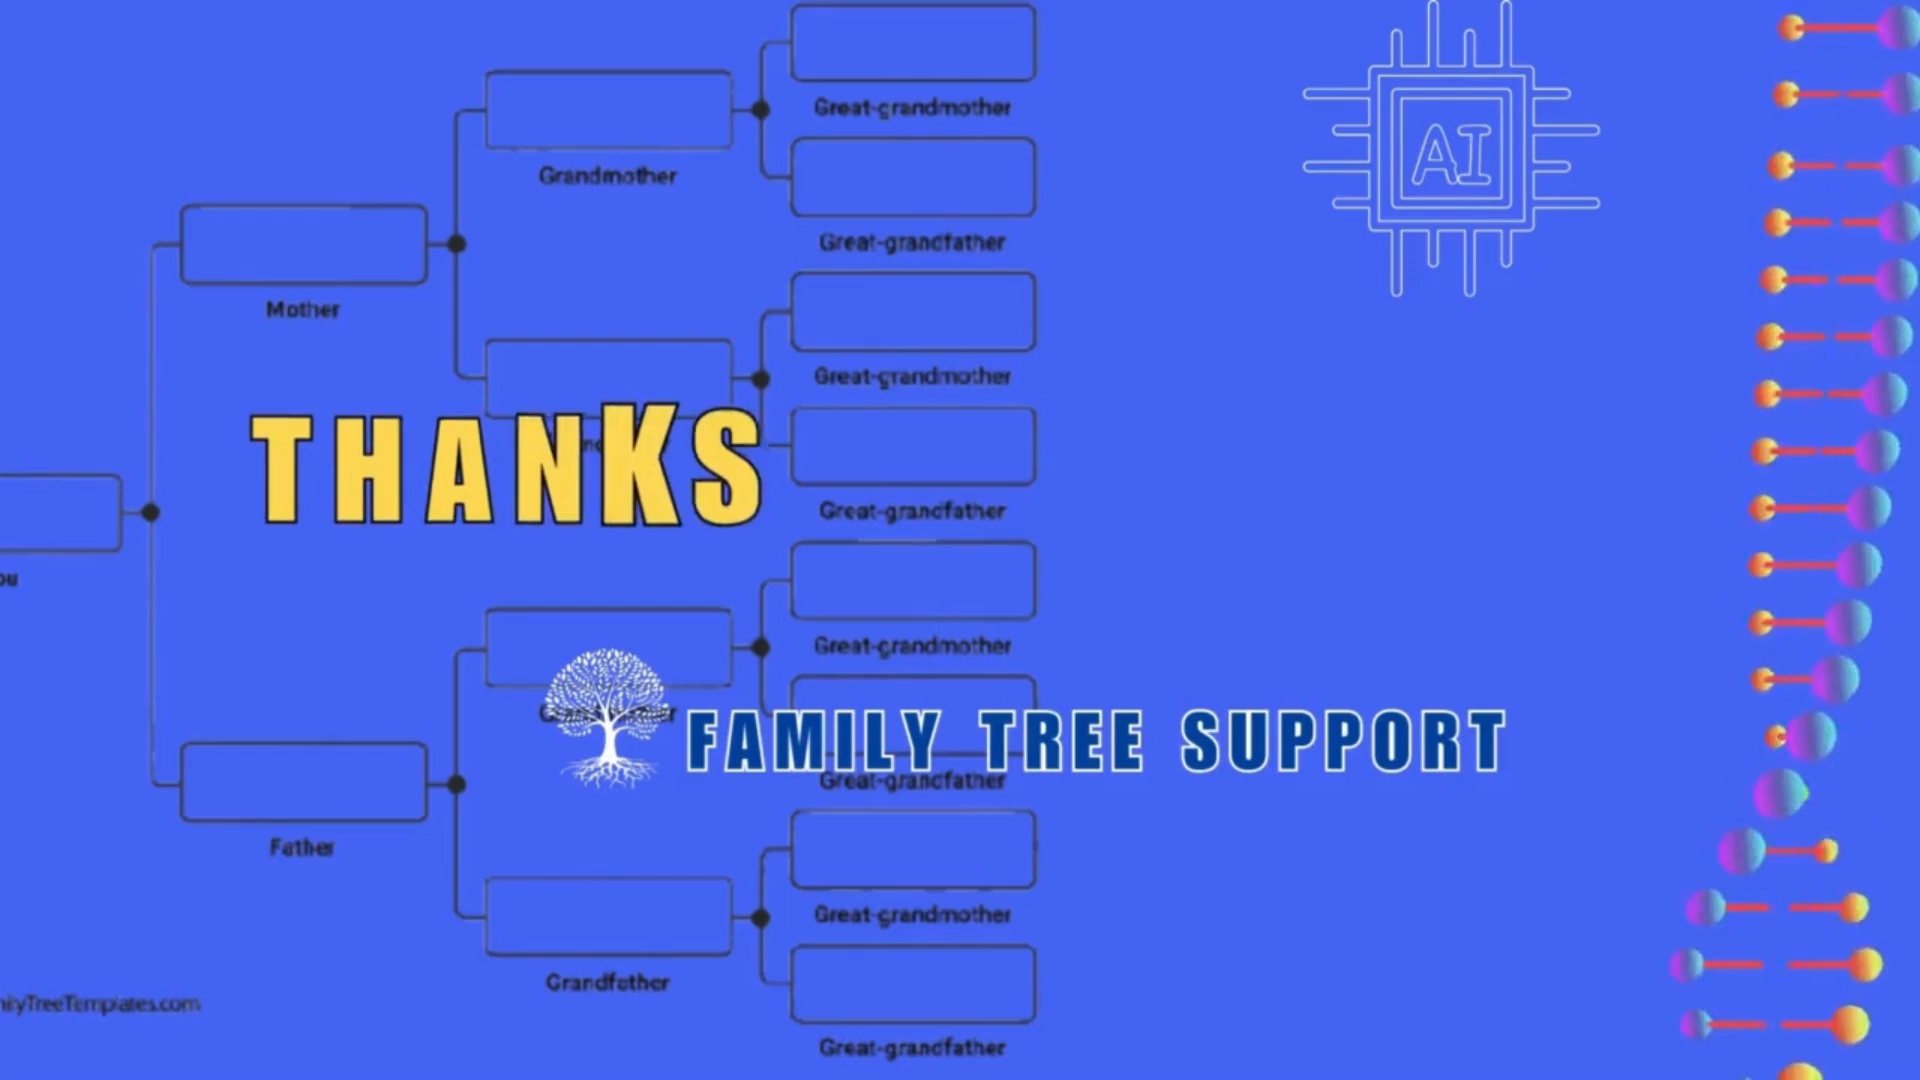 Great-grandmother
Grandmother
Great-grandfather
Mother
AI
Great-grandmother
THANKS
Great-grandfather
Great-grandmother
FAMILY TREE SUPPORT
Great-grandfather
Father
Great-grandmother
Grandfather
Great-grandfather